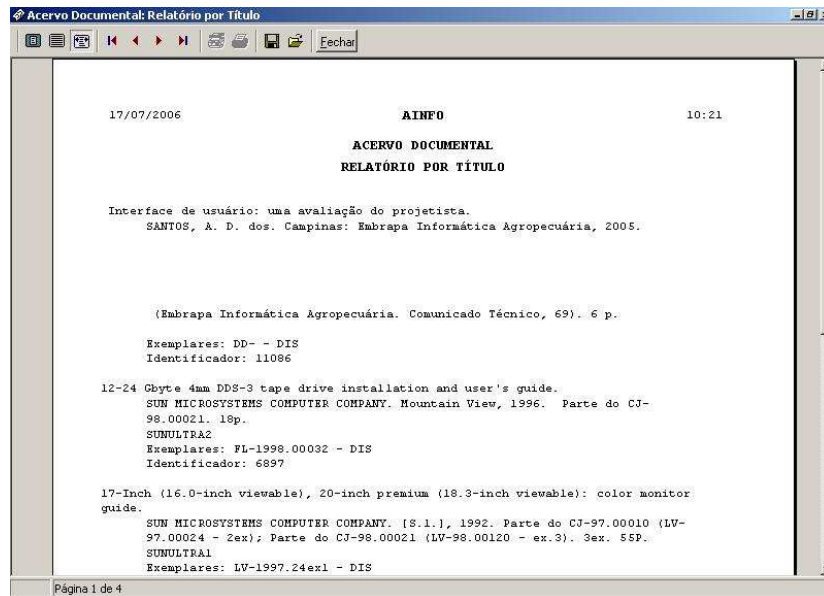 Acervo Documental: Relatório por Título
Fechar
17/07/2006 AINFO 10:21
ACERVO DOCUMENTAL
RELATÓRIO POR TÍTULO
Interface de usuário: uma avaliação do projetista.
SANTOS, A. D. dos. Campinas: Embrapa Informática Agropecuária, 2005.
(Embrapa Informática Agropecuária. Comunicado Técnico, 69). 6 p.
Exemplares: DD- - DIS
Identificador: 11086
12-24 Gbyte 4mm DDS-3 tape drive installation and user's guide.
SUN MICROSYSTEMS COMPUTER COMPANY. Mountain View, 1996. Parte do CJ-
98.00021. 18p.
SUNULTRA2
Exemplares: FL-1998.00032 - DIS
Identificador: 6897
17-Inch (16.0-inch viewable), 20-inch premium (18.3-inch viewable): color monitor
guide.
SUN MICROSYSTEMS COMPUTER COMPANY. [S.l.], 1992. Parte do CJ-97.00010 (LV-
97.00024 - 2ex); Parte do CJ-98.00021 (LV-98.00120 - ex.3). 3ex. 55P.
SUNULTRA1
Exemplares: LV-1997.24ex1 - DIS
Página 1 de 4